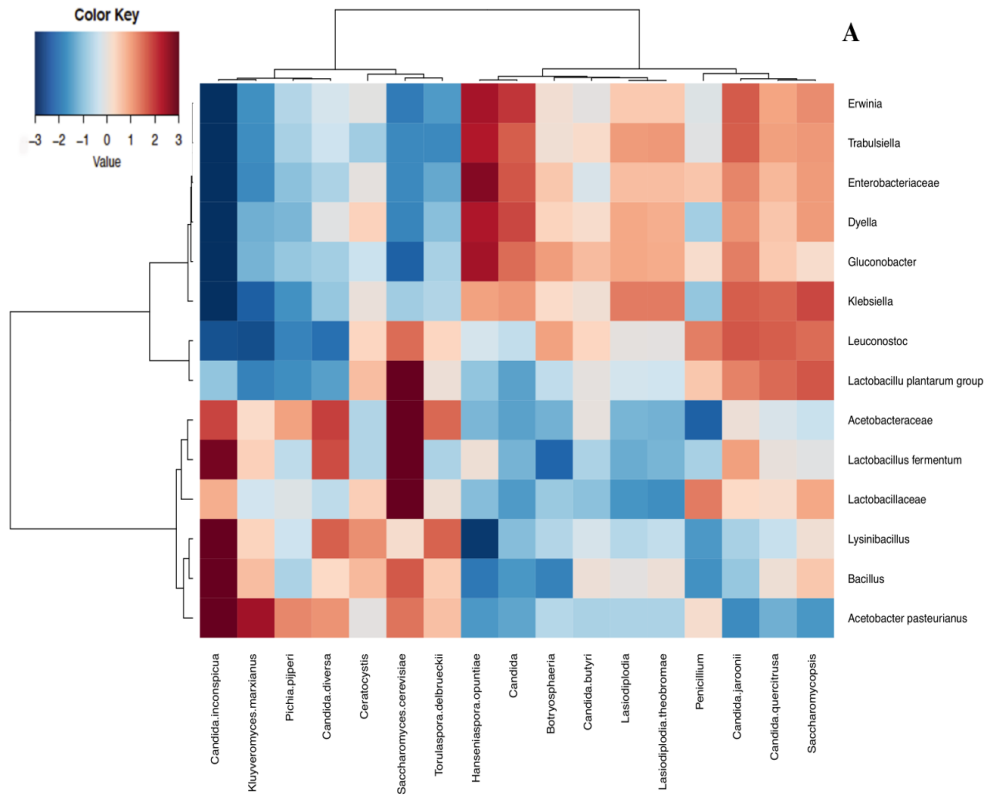 Color Key
A
−3 −2 −1 0 1 2 3
Value
Erwinia
Trabulsiella
Enterobacteriaceae
Dyella
Gluconobacter
Klebsiella
Leuconostoc
Lactobacillu plantarum group
Acetobacteraceae
Lactobacillus fermentum
Lactobacillaceae
Lysinibacillus
Bacillus
Acetobacter pasteurianus
Candida.inconspicua
Kluyveromyces.marxianus
Pichia.pijperi
Candida.diversa
Ceratocystis
Saccharomyces.cerevisiae
Torulaspora.delbrueckii
Hanseniaspora.opuntiae
Candida
Botryosphaeria
Candida.butyri
Lasiodiplodia
Lasiodiplodia.theobromae
Penicillium
Candida.jaroonii
Candida.quercitrusa
Saccharomycopsis